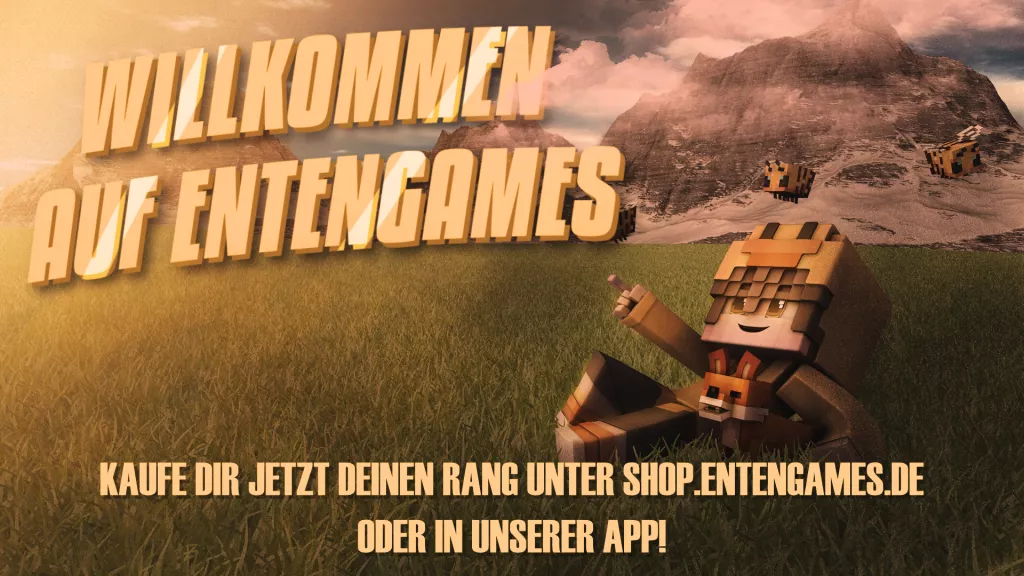 WILLKOMMEN
AUF ENTENGAMES
KAUFE DIR JETZT DEINEN RANG UNTER SHOP.ENTENGAMES.DE
ODER IN UNSERER APP!